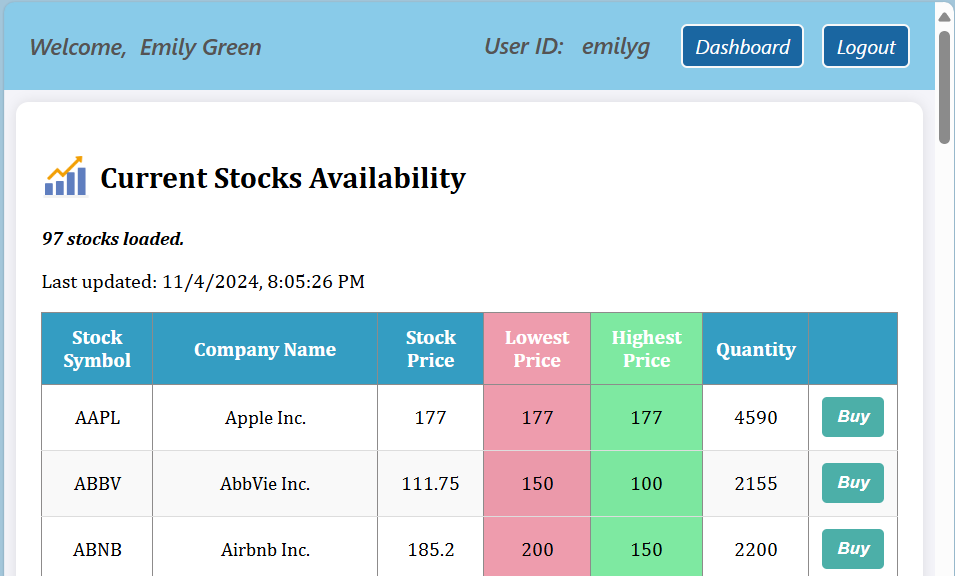 Welcome, Emily Green User ID: emilyg Dashboard Logout
Current Stocks Availability
97 stocks loaded.
Last updated: 11/4/2024, 8:05:26 PM
Stock Symbol Company Name Stock Price Lowest Price Highest Price Quantity
AAPL Apple Inc. 177 177 177 4590 Buy
ABBV AbbVie Inc. 111.75 150 100 2155 Buy
ABNB Airbnb Inc. 185.2 200 150 2200 Buy